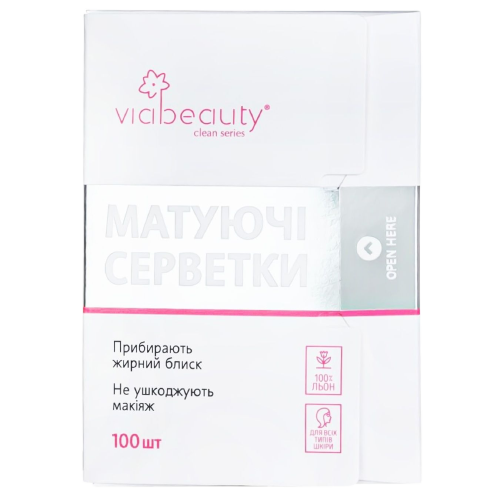 viabeauty®
clean series
МАТУЮЧІ
СЕРВЕТКИ
OPEN HERE
Прибирають
жирний блиск
Не ушкоджують
макіяж
100 шт
100%
ЛЬОН
ДЛЯ ВСІХ
ТИПІВ
ШКІРИ